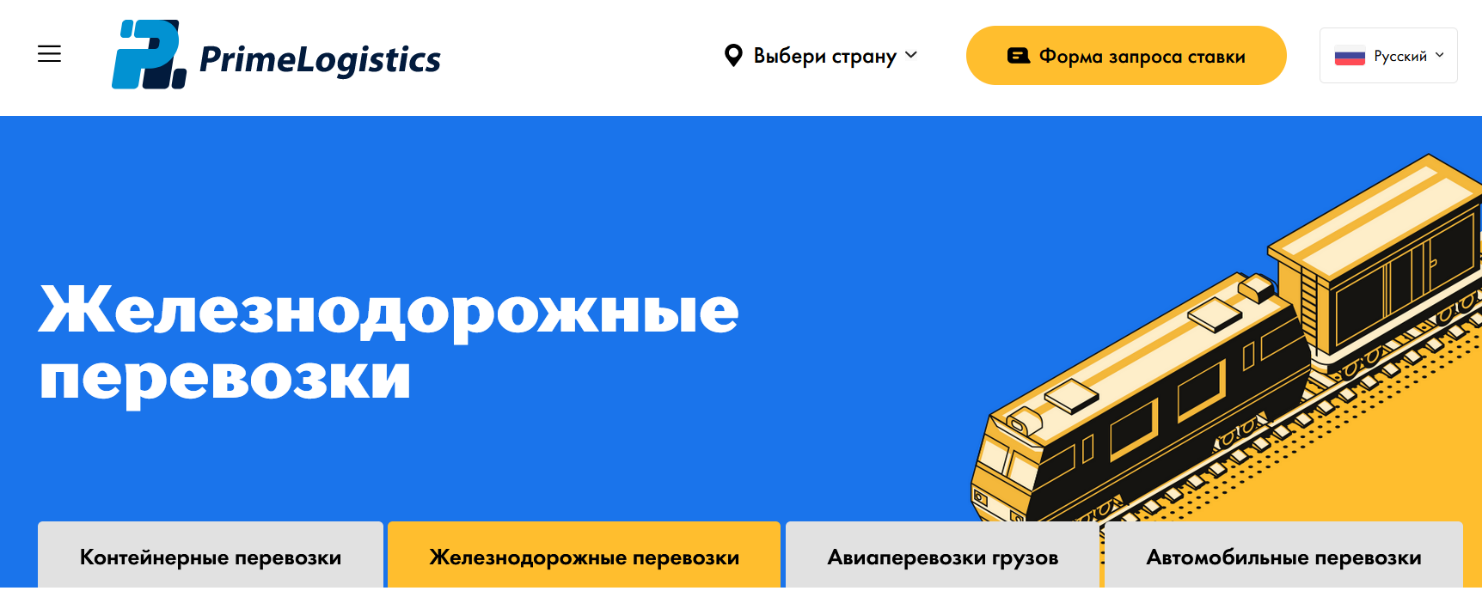 PrimeLogistics
Выбери страну
Форма запроса ставки
Русский
Железнодорожные
перевозки
Контейнерные перевозки
Железнодорожные перевозки
Авиаперевозки грузов
Автомобильные перевозки